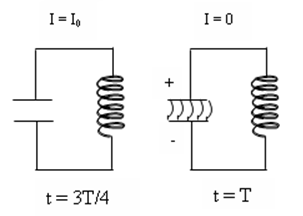 I = I₀
I = 0
+
-
t = 3T/4
t = T